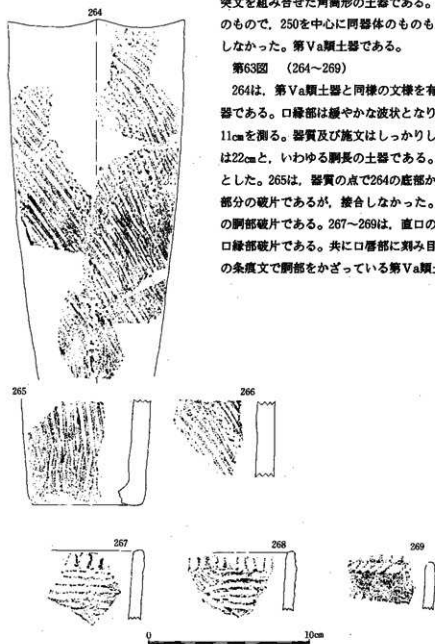 突文を組み合せた角筒形の土器である。
のもので，250を中心に同器体のものも
しなかった。第Va類土器である。
第63図　（264～269）
264は，第Va類土器と同様の文様を有
器である。口縁部は緩やかな波状となり
11cmを測る。器質及び施文はしっかりし
は22cmと，いわゆる胴長の土器である。
とした。265は，器質の点で264の底部か
部分の破片であるが，接合しなかった。
の胴部破片である。267～269は，直口の
口縁部破片である。共に口唇部に刻み目
の条痕文で胴部をかざっている第Va類
264
265
266
267
268
269
0
10cm